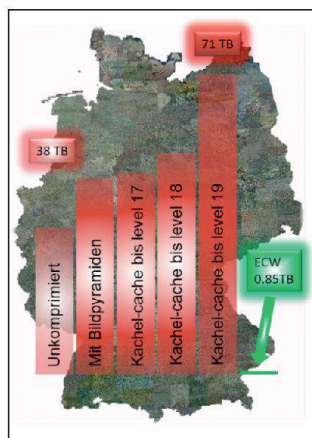 71 TB
38 TB
Unkomprimiert
Mit Bildpyramiden
Kachel-cache bis level 17
Kachel-cache bis level 18
Kachel-cache bis level 19
ECW
0.85TB